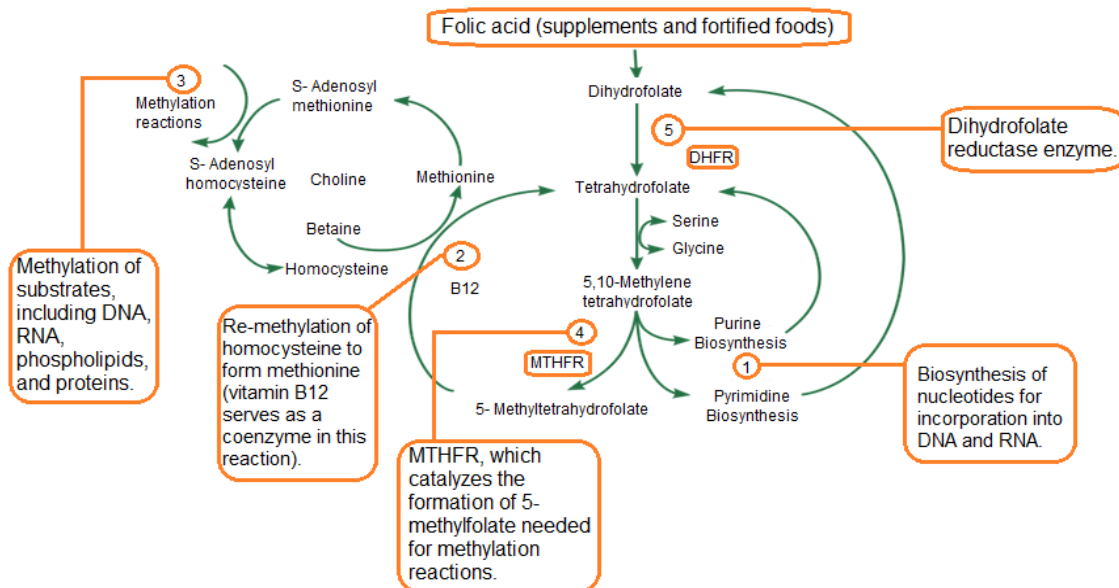 Folic acid (supplements and fortified foods)
3
Methylation
reactions
S- Adenosyl
methionine
Dihydrofolate
5
DHFR
Dihydrofolate
reductase enzyme.
S- Adenosyl
homocysteine
Choline
Methionine
Tetrahydrofolate
Betaine
Serine
Glycine
Homocysteine
2
B12
5,10-Methylene
tetrahydrofolate
Methylation of
substrates,
including DNA,
RNA,
phospholipids,
and proteins.
Re-methylation of
homocysteine to
form methionine
(vitamin B12
serves as a
coenzyme in this
reaction).
4
MTHFR
Purine
Biosynthesis
1
Pyrimidine
Biosynthesis
5- Methyltetrahydrofolate
Biosynthesis of
nucleotides for
incorporation into
DNA and RNA.
MTHFR, which
catalyzes the
formation of 5-
methylfolate needed
for methylation
reactions.